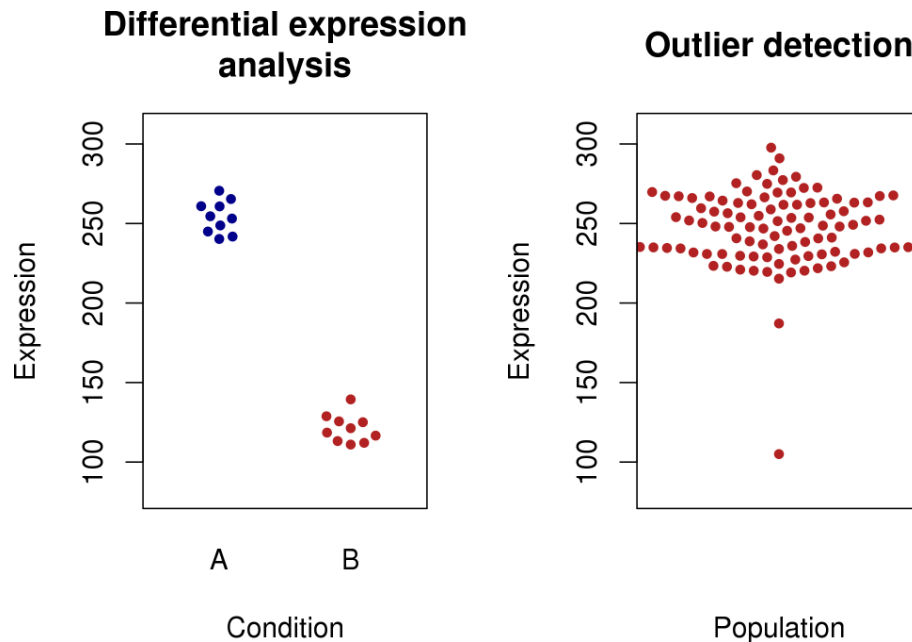 Differential expression
analysis
Expression
300
250
200
150
100
A
B
Condition
Outlier detection
Expression
300
250
200
150
100
Population